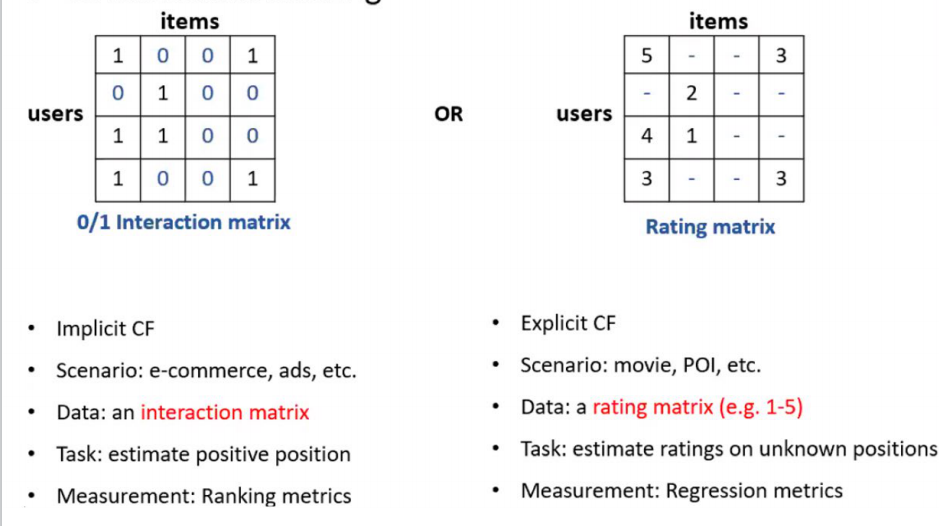 items
1 0 0 1
0 1 0 0
users
1 1 0 0
1 0 0 1
0/1 Interaction matrix
OR
items
5 - - 3
- 2 - -
users
4 1 - -
3 - - 3
Rating matrix
• Implicit CF
• Scenario: e-commerce, ads, etc.
• Data: an interaction matrix
• Task: estimate positive position
• Measurement: Ranking metrics
• Explicit CF
• Scenario: movie, POI, etc.
• Data: a rating matrix (e.g. 1-5)
• Task: estimate ratings on unknown positions
• Measurement: Regression metrics